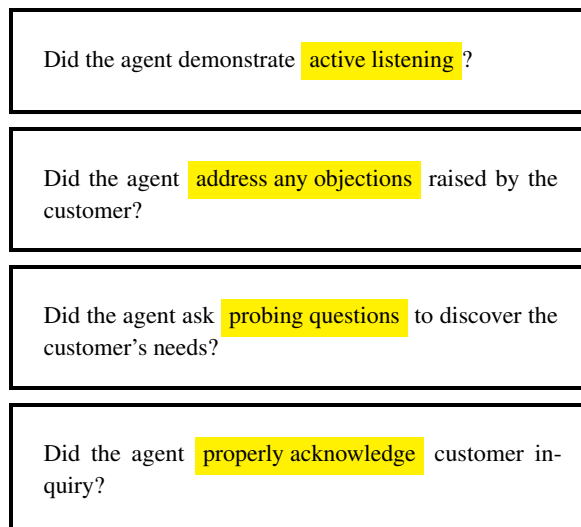 Did the agent demonstrate active listening ?
Did the agent address any objections raised by the
customer?
Did the agent ask probing questions to discover the
customer's needs?
Did the agent properly acknowledge customer in-
quiry?